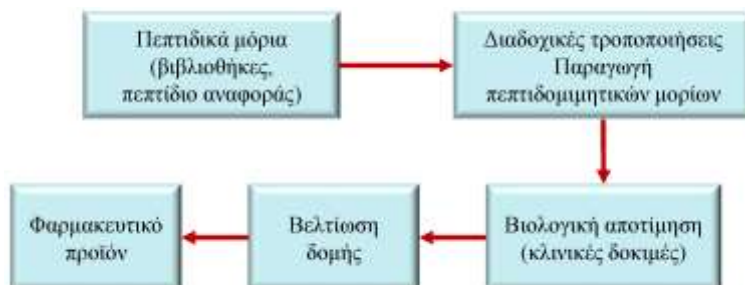 Πεπτιδικά μόρια
(βιβλιοθήκες,
πεπτίδιο αναφοράς)
Διαδοχικές τροποποιήσεις
Παραγωγή
πεπτιδομιμητικών μορίων
Βιολογική αποτίμηση
(κλινικές δοκιμές)
Βελτίωση
δομής
Φαρμακευτικό
προϊόν